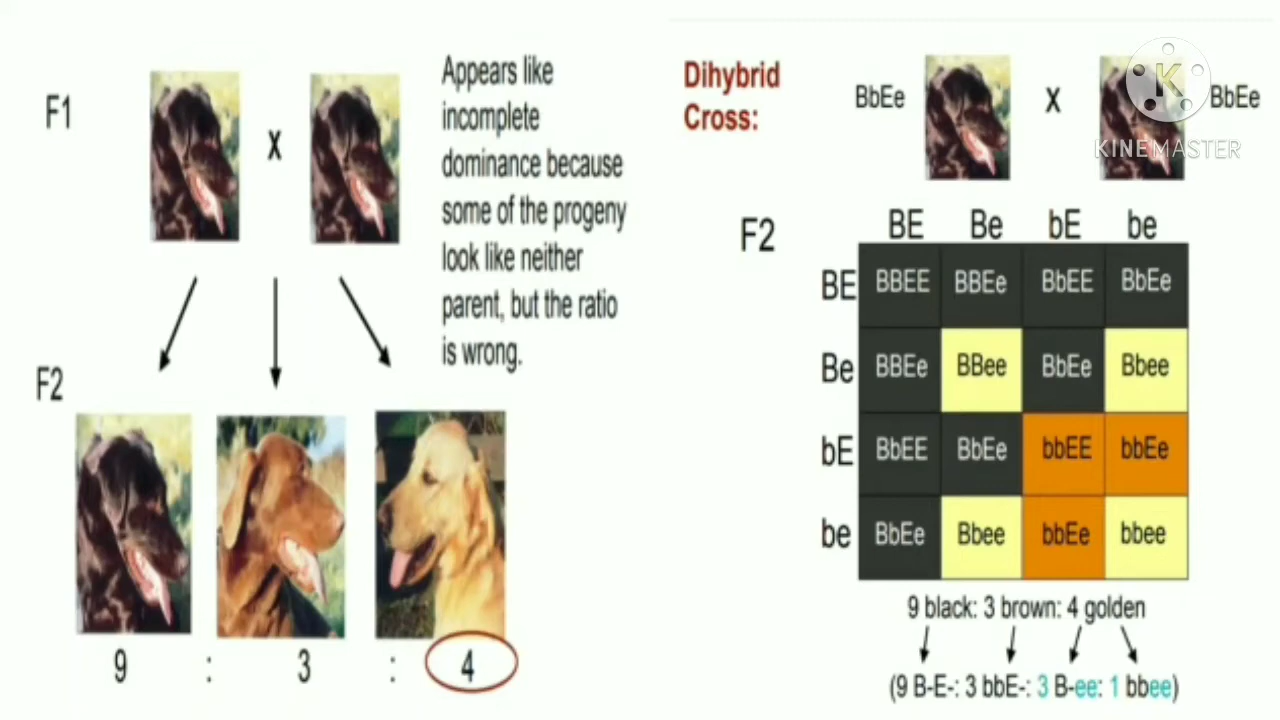 F1
x
Appears like
incomplete
dominance because
some of the progeny
look like neither
parent, but the ratio
is wrong.
F2
9 : 3 : 4
Dihybrid
Cross:
BbEe x BbEe
K
KINEMASTER
F2
BE Be bE be
BE BBEE BBEe BbEE BbEe
Be BBEe BBee BbEe Bbee
bE BbEE BbEe bbEE bbEe
be BbEe Bbee bbEe bbee
9 black: 3 brown: 4 golden
(9 B-E-: 3 bbE-: 3 B-ee: 1 bbee)